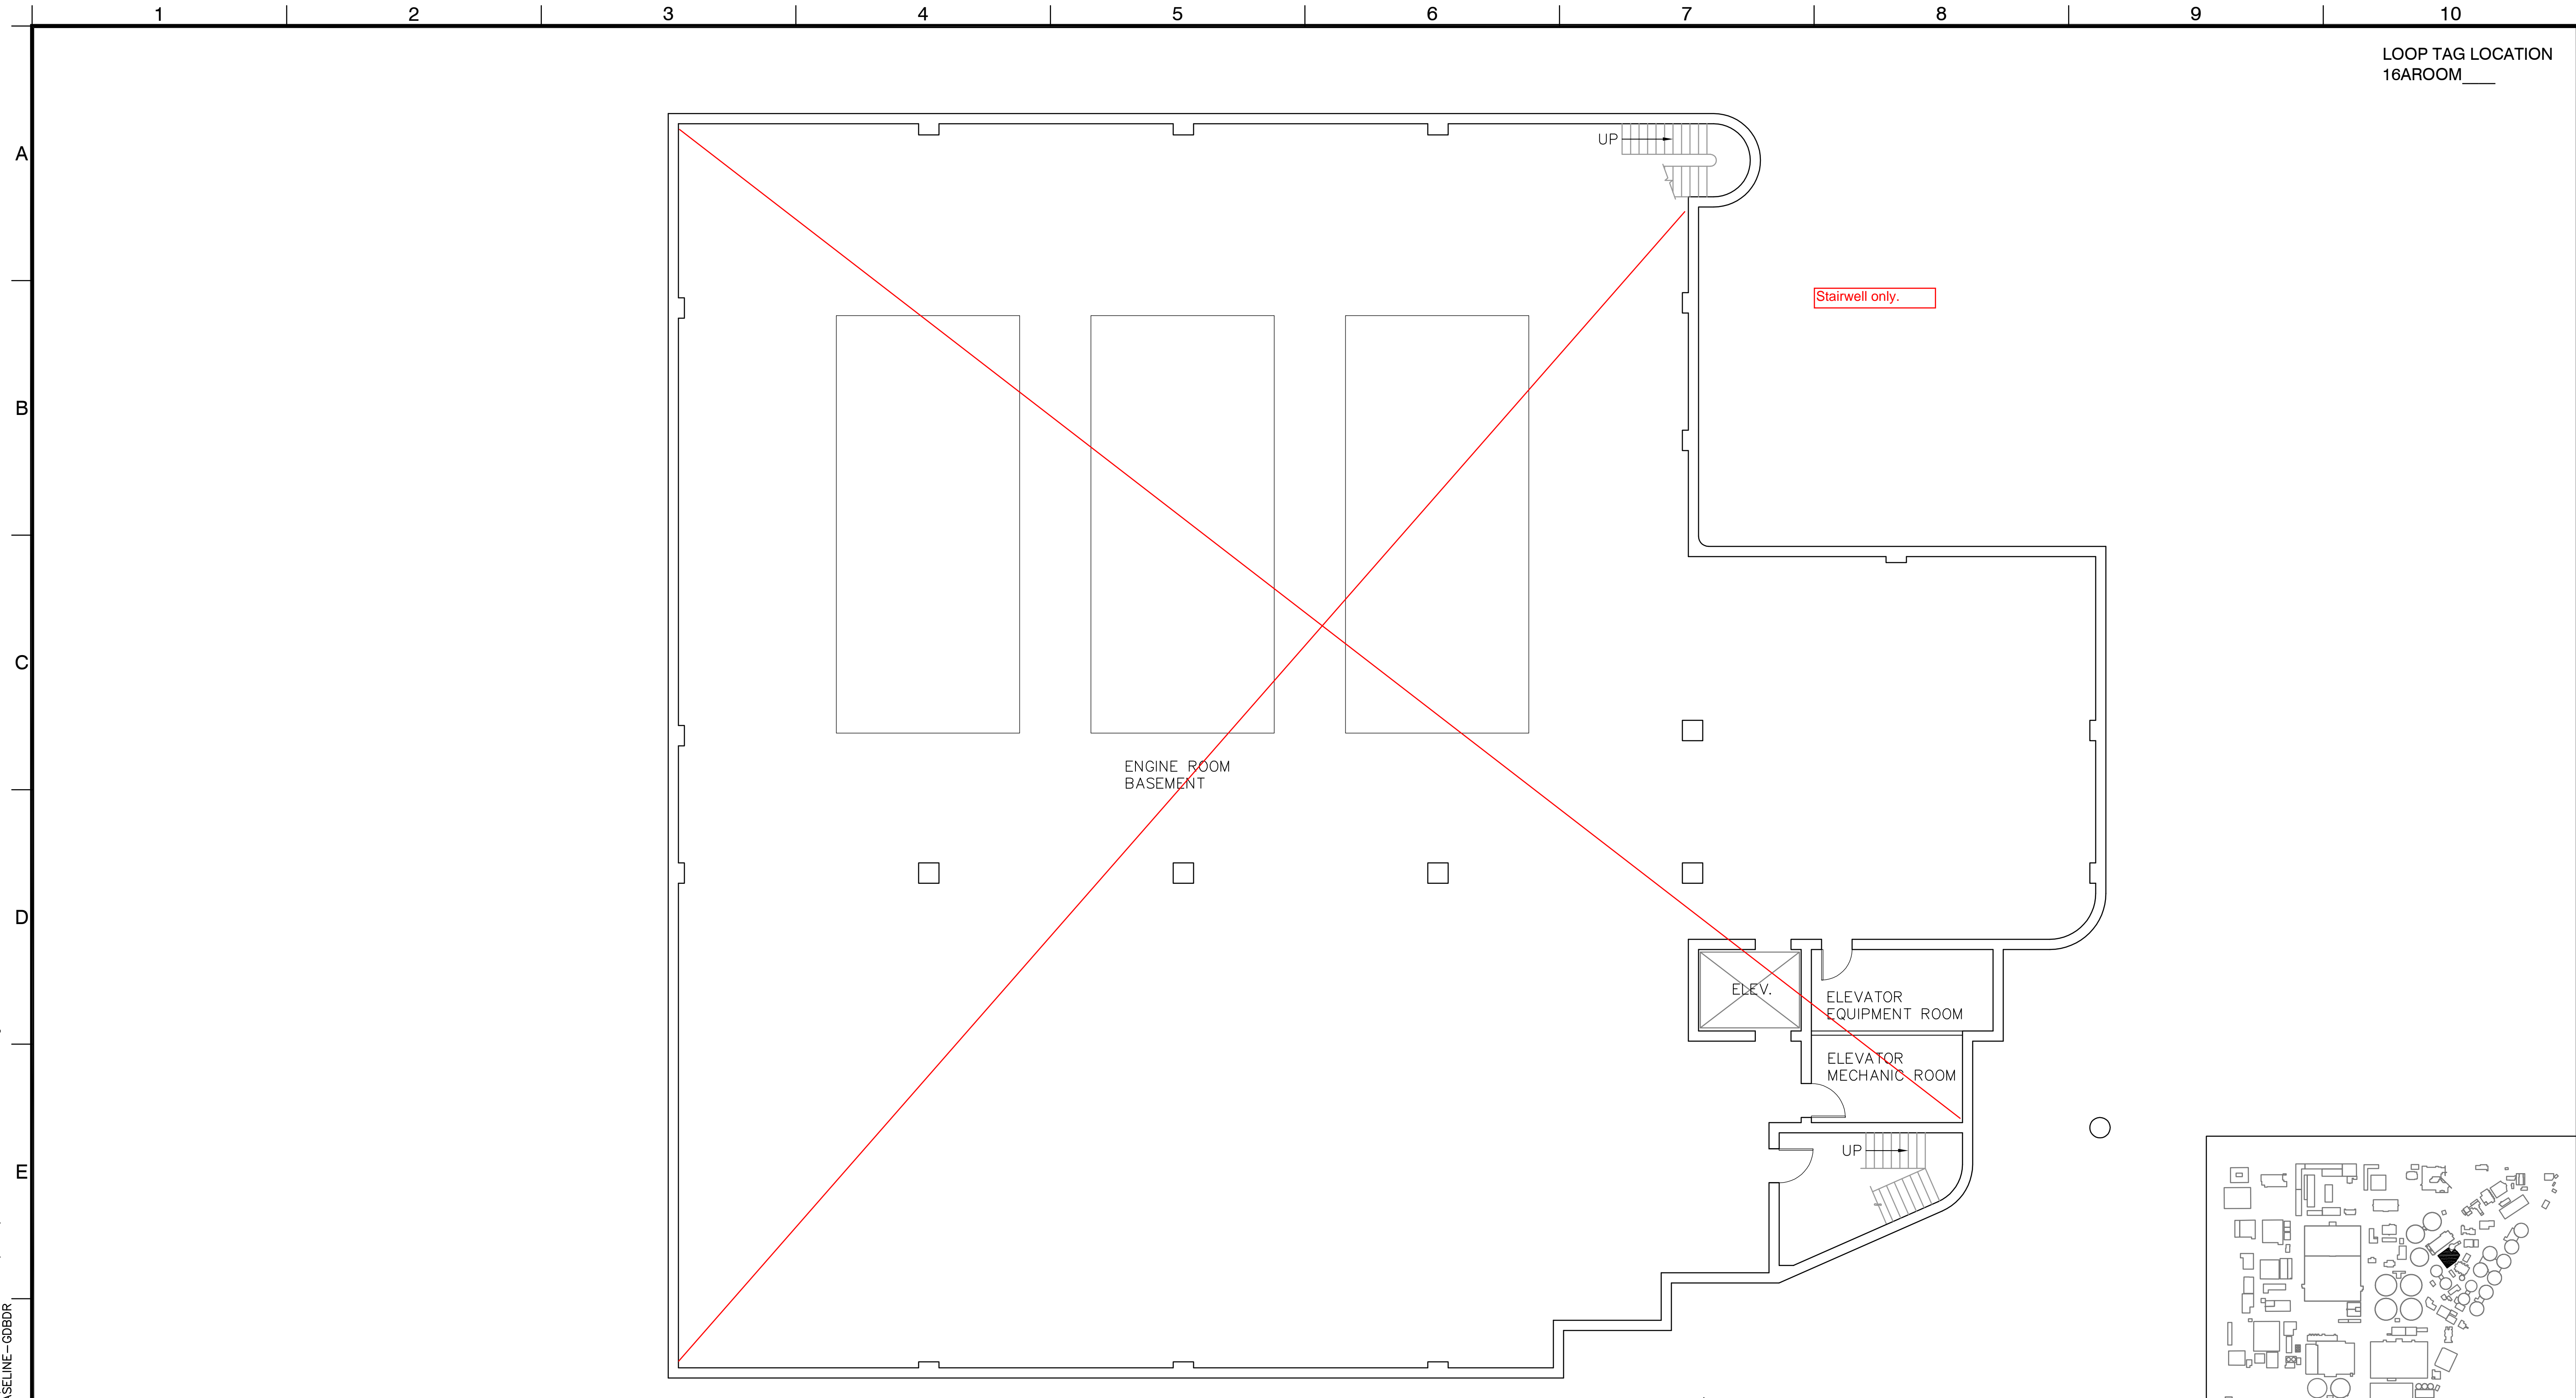 1 2 3 4 5 6 7 8 9 10
LOOP TAG LOCATION
16AROOM____
A
UP
Stairwell only.
B
C
ENGINE ROOM
BASEMENT
D
ELEV.
ELEVATOR
EQUIPMENT ROOM
ELEVATOR
MECHANIC ROOM
UP
E